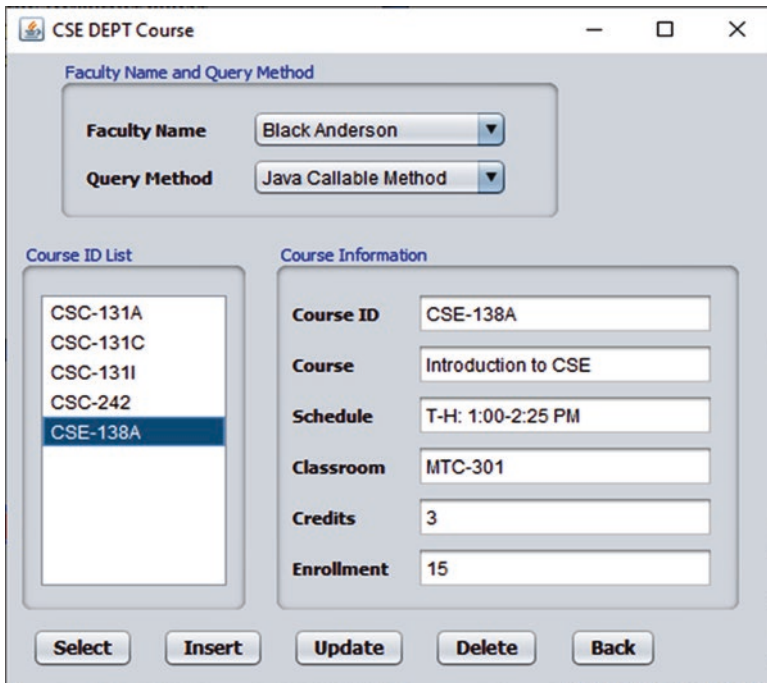 CSE DEPT Course
Faculty Name and Query Method
Faculty Name Black Anderson
Query Method Java Callable Method
Course ID List
CSC-131A
CSC-131C
CSC-131I
CSC-242
CSE-138A
Course Information
Course ID CSE-138A
Course Introduction to CSE
Schedule T-H: 1:00-2:25 PM
Classroom MTC-301
Credits 3
Enrollment 15
Select Insert Update Delete Back